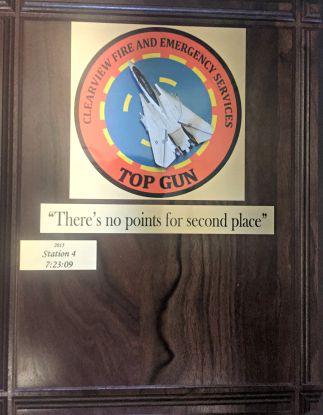 CLEARVIEW FIRE AND EMERGENCY SERVICES
TOP GUN
“There's no points for second place”
2015
Station 4
7:23:09